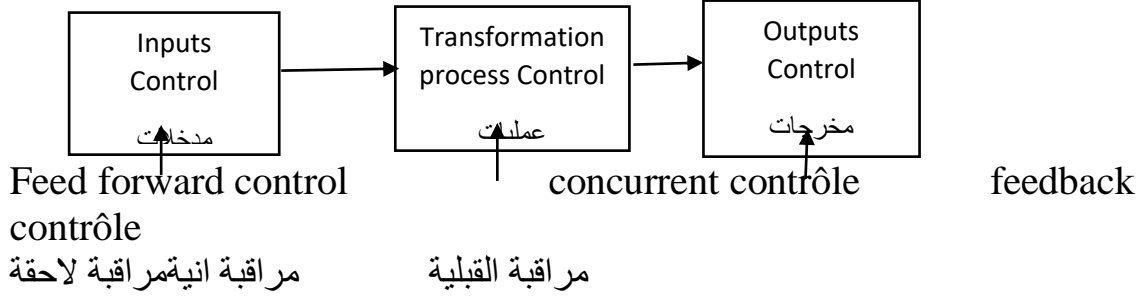 Inputs
Control
مدخلات
Transformation
process Control
عمليات
Outputs
Control
مخرجات
Feed forward control concurrent contrôle feedback
contrôle
مراقبة القبلية مراقبة انيةمراقبة لاحقة